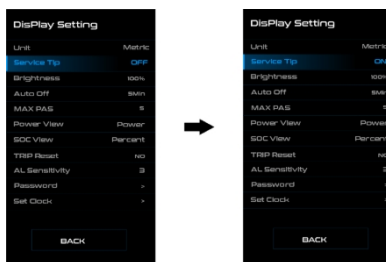 DisPlay Setting
Unit Metric
Service Tip OFF
Brightness 100%
Auto Off 5Min
MAX PAS 5
Power View Power
SOC View Percent
TRIP Reset NO
AL Sensitivity 3
Password >
Set Clock >
BACK
DisPlay Setting
Unit Metric
Service Tip ON
Brightness 100%
Auto Off 5Min
MAX PAS 5
Power View Power
SOC View Percent
TRIP Reset NO
AL Sensitivity 3
Password
Set Clock
BACK